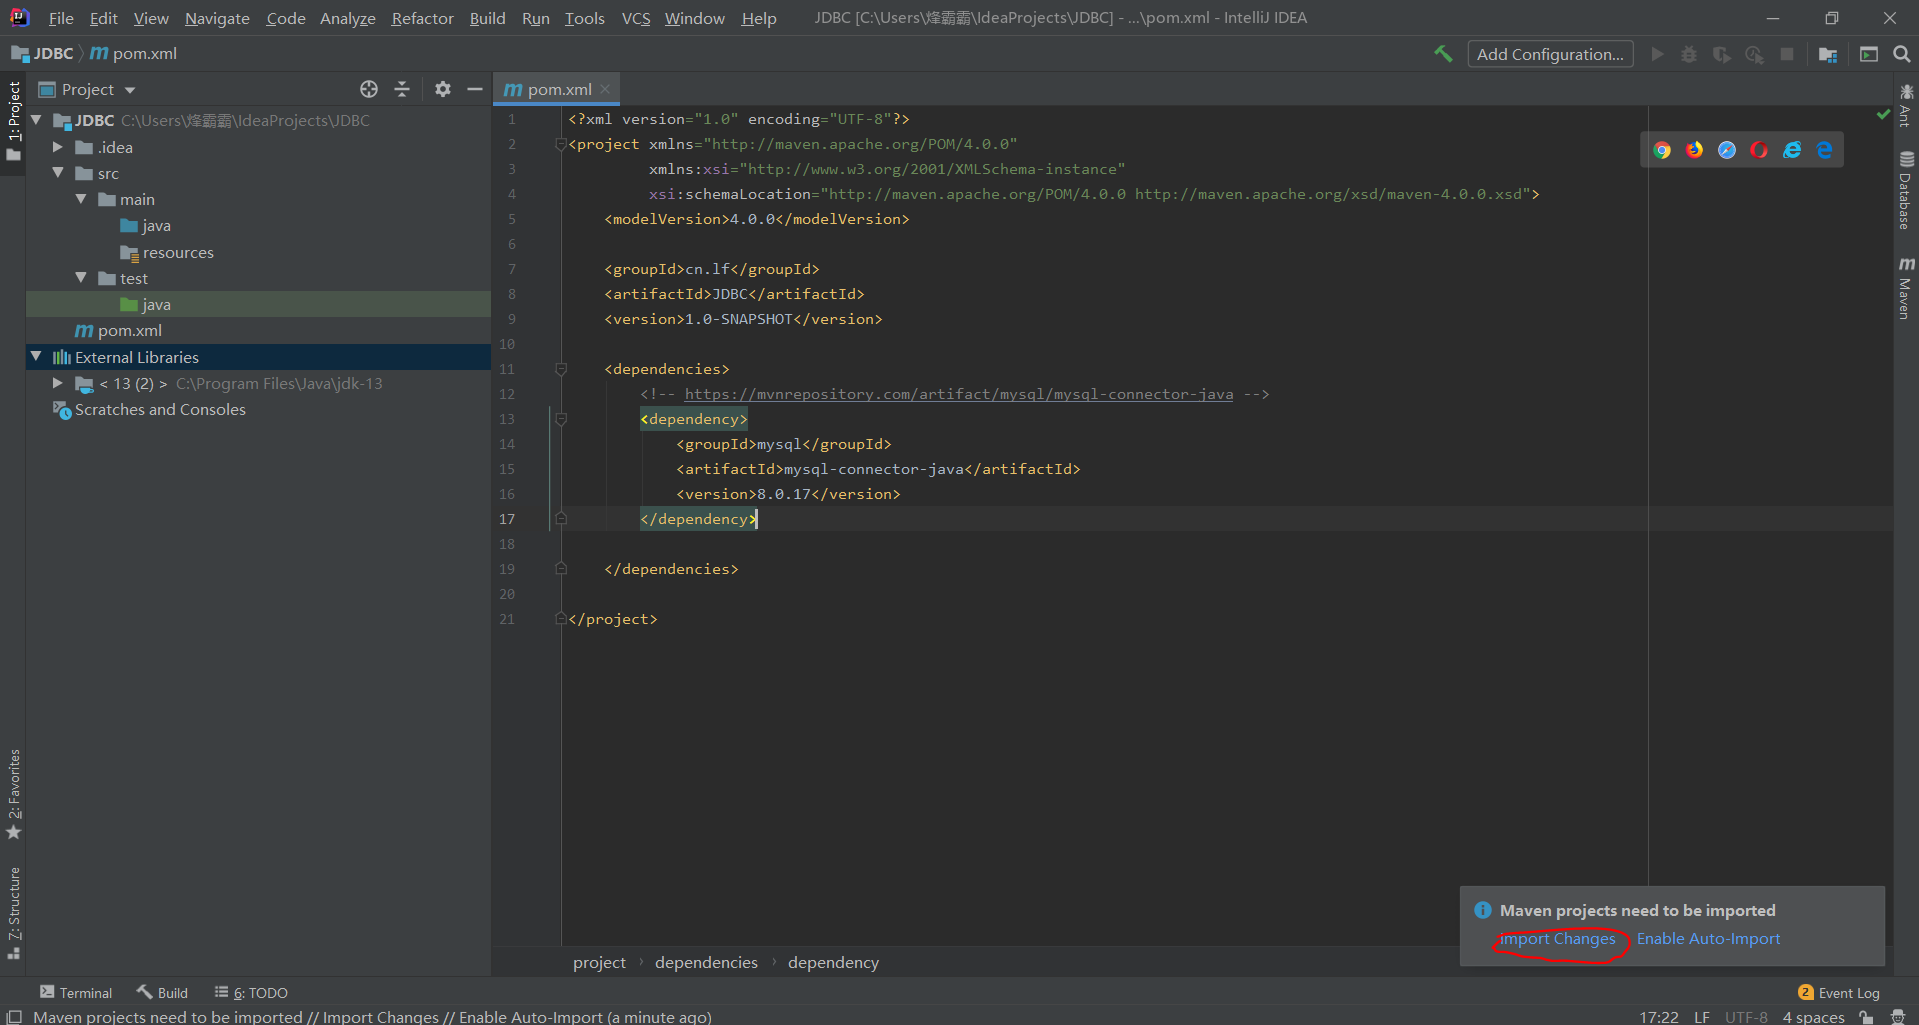 File Edit View Navigate Code Analyze Refactor Build Run Tools VCS Window Help JDBC [C:\Users\烽霸霸\IdeaProjects\JDBC] - ...\pom.xml - IntelliJ IDEA
JDBC pom.xml Add Configuration...
Project
pom.xml
1: Project
2: Favorites
7: Structure
JDBC C:\Users\烽霸霸\IdeaProjects\JDBC
.idea
src
main
java
resources
test
java
pom.xml
External Libraries
< 13 (2) > C:\Program Files\Java\jdk-13
Scratches and Consoles
1 <?xml version="1.0" encoding="UTF-8"?>
2 <project xmlns="http://maven.apache.org/POM/4.0.0"
3 xmlns:xsi="http://www.w3.org/2001/XMLSchema-instance"
4 xsi:schemaLocation="http://maven.apache.org/POM/4.0.0 http://maven.apache.org/xsd/maven-4.0.0.xsd">
5 <modelVersion>4.0.0</modelVersion>
6
7 <groupId>cn.lf</groupId>
8 <artifactId>JDBC</artifactId>
9 <version>1.0-SNAPSHOT</version>
10
11 <dependencies>
12 <!-- https://mvnrepository.com/artifact/mysql/mysql-connector-java -->
13 <dependency>
14 <groupId>mysql</groupId>
15 <artifactId>mysql-connector-java</artifactId>
16 <version>8.0.17</version>
17 </dependency>
18
19 </dependencies>
20
21 </project>
Ant
Database
Maven
Maven projects need to be imported
Import Changes Enable Auto-Import
project › dependencies › dependency
Terminal Build 6: TODO 2 Event Log
Maven projects need to be imported // Import Changes // Enable Auto-Import (a minute ago) 17:22 LF UTF-8 4 spaces